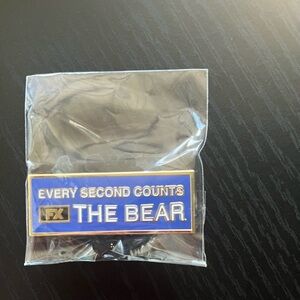 EVERY SECOND COUNTS
FX THE BEAR